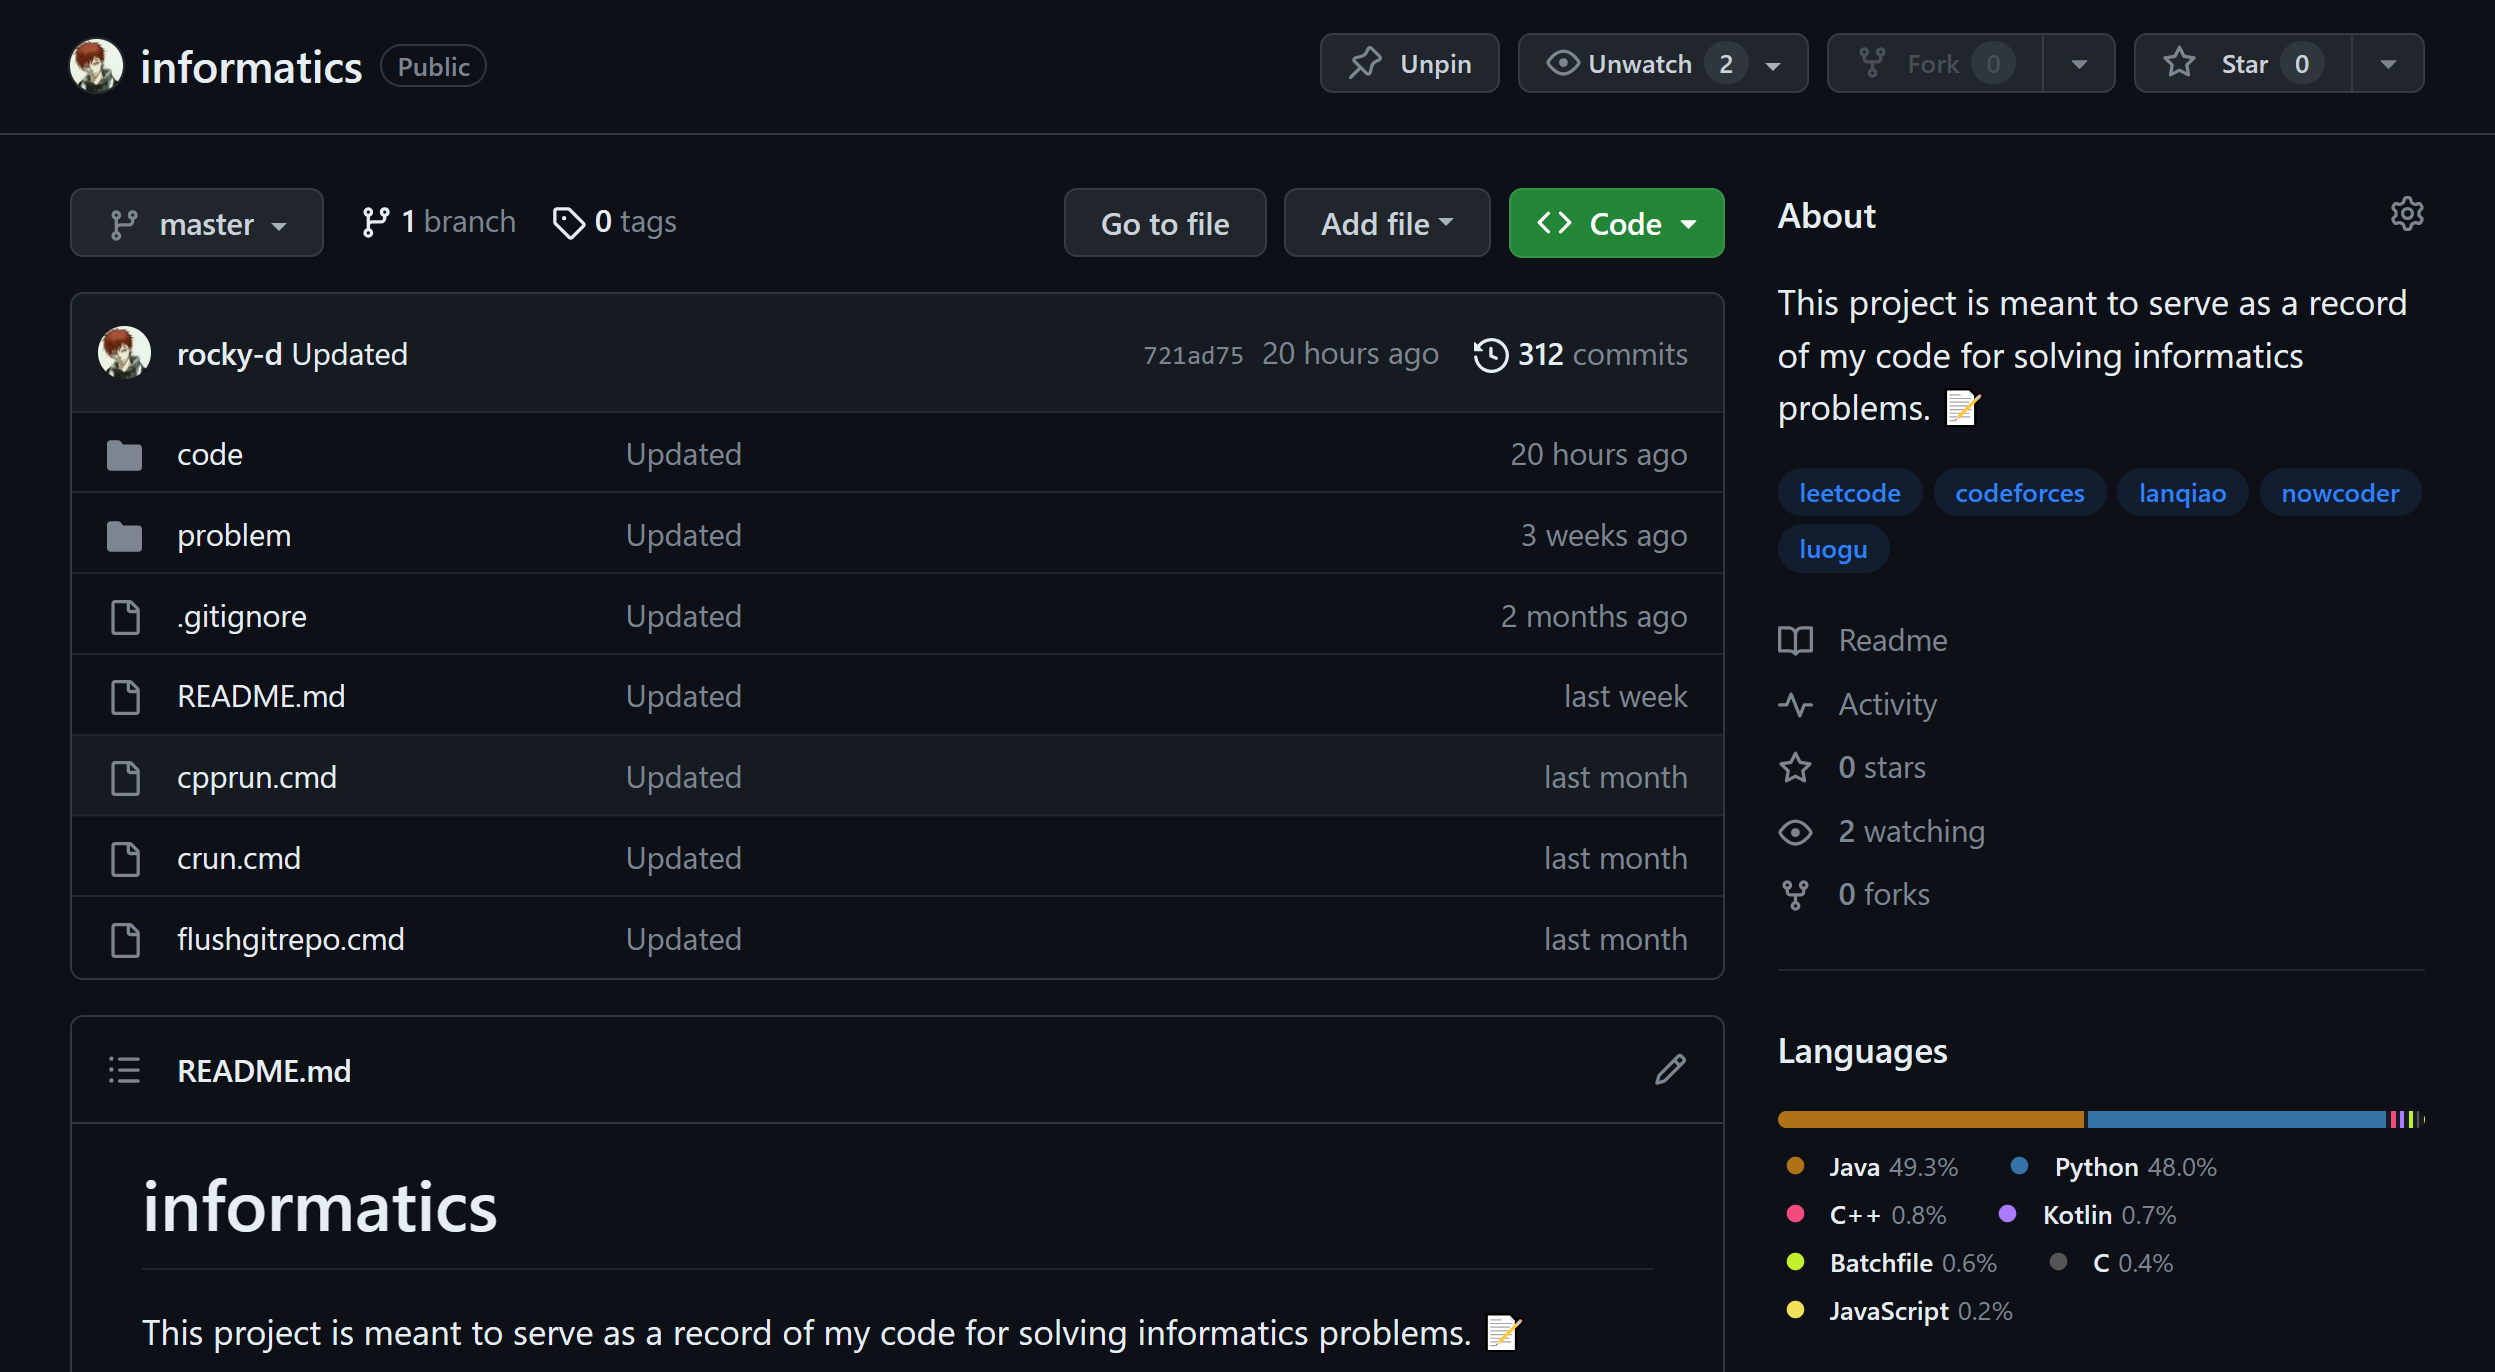 informatics Public Unpin Unwatch 2 Fork 0 Star 0
master 1 branch 0 tags Go to file Add file Code
rocky-d Updated 721ad75 20 hours ago 312 commits
code Updated 20 hours ago
problem Updated 3 weeks ago
.gitignore Updated 2 months ago
README.md Updated last week
cpprun.cmd Updated last month
crun.cmd Updated last month
flushgitrepo.cmd Updated last month
README.md
informatics
This project is meant to serve as a record of my code for solving informatics problems. 📝
About
This project is meant to serve as a record
of my code for solving informatics
problems. 📝
leetcode codeforces lanqiao nowcoder
luogu
Readme
Activity
0 stars
2 watching
0 forks
Languages
Java 49.3% Python 48.0%
C++ 0.8% Kotlin 0.7%
Batchfile 0.6% C 0.4%
JavaScript 0.2%